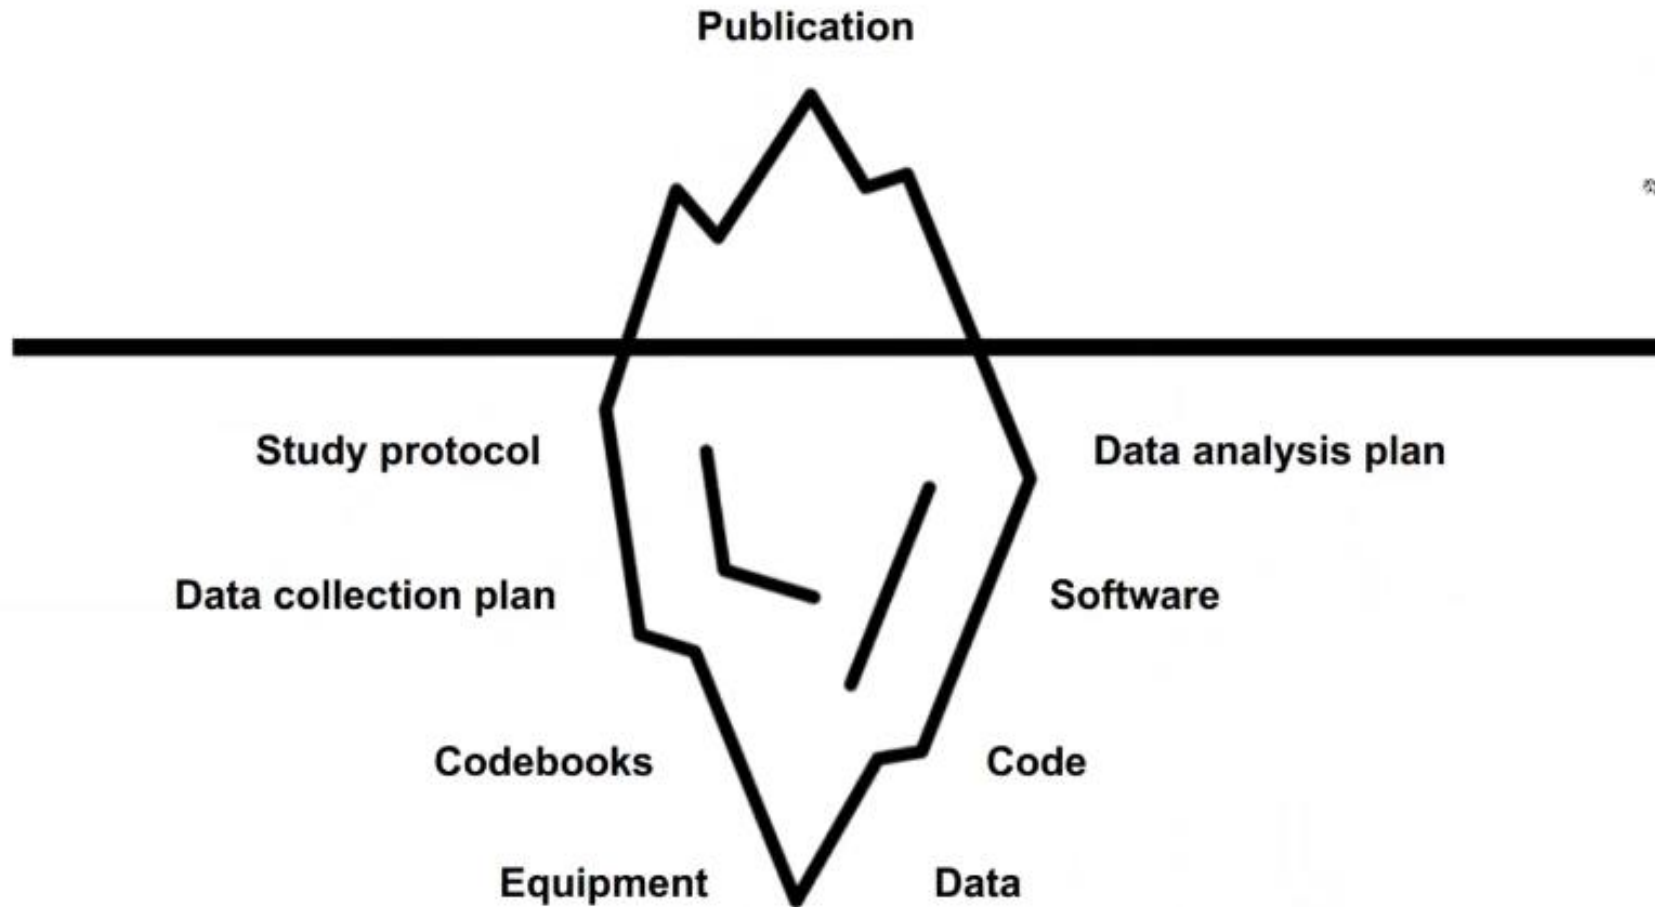 Publication
Study protocol
Data analysis plan
Data collection plan
Software
Codebooks
Code
Equipment
Data